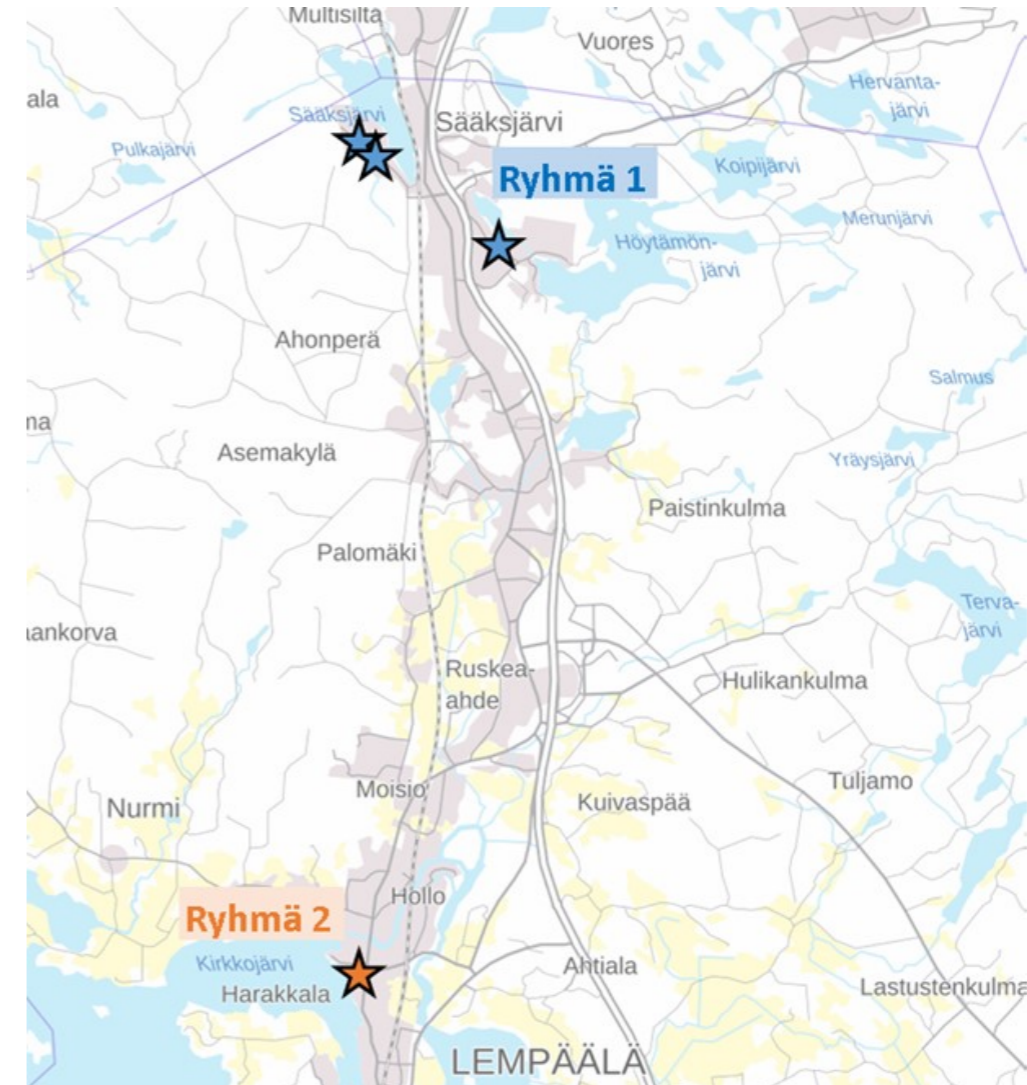 Multisilta
Vuores
ala
Hervanta-
järvi
Sääksjärvi
Sääksjärvi
Pulkajärvi
Koipijärvi
Ryhmä 1
Merunjärvi
Höytämön-
järvi
Ahonperä
Salmus
na
Asemakylä
Yräysjärvi
Paistinkulma
Palomäki
Terva-
järvi
ankorva
Ruskea-
ahde
Hulikankulma
Moisio
Tuljamo
Nurmi
Kuivaspää
Hollo
Ryhmä 2
Kirkkojärvi
Ahtiala
Harakkala
Lastustenkulma
LEMPÄÄLÄ